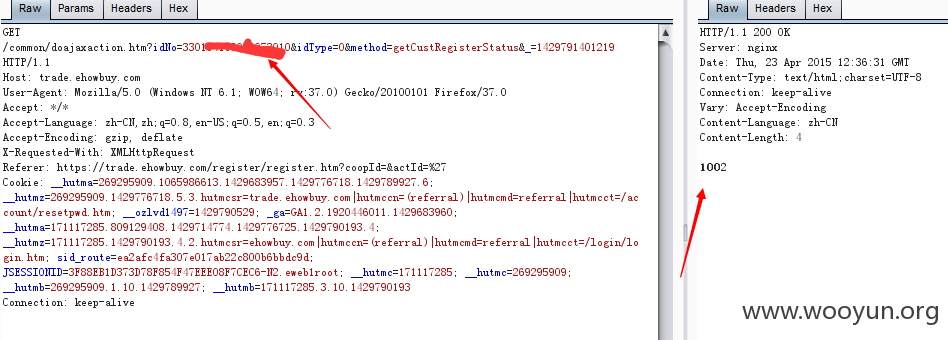 Raw Params Headers Hex
GET
/common/doajaxaction.htm?idNo=3301 3010&idType=0&method=getCustRegisterStatus&_=1429791401219
HTTP/1.1
Host: trade.ehowbuy.com
User-Agent: Mozilla/5.0 (Windows NT 6.1; WOW64; rv:37.0) Gecko/20100101 Firefox/37.0
Accept: */*
Accept-Language: zh-CN,zh;q=0.8,en-US;q=0.5,en;q=0.3
Accept-Encoding: gzip, deflate
X-Requested-With: XMLHttpRequest
Referer: https://trade.ehowbuy.com/register/register.htm?coopId=&actId=%27
Cookie: __hutma=269295909.1065986613.1429683957.1429776718.1429789927.6;
__hutmz=269295909.1429776718.5.3.hutmcsr=trade.ehowbuy.com|hutmccn=(referral)|hutmcmd=referral|hutmcct=/ac
count/resetpwd.htm; __ozlvd1497=1429790529; _ga=GA1.2.1920446011.1429683960;
__hutma=171117285.809129408.1429714774.1429776725.1429790193.4;
__hutmz=171117285.1429790193.4.2.hutmcsr=ehowbuy.com|hutmccn=(referral)|hutmcmd=referral|hutmcct=/login/lo
gin.htm; sid_route=ea2afc4fa307e017ab22c800b6bbdc9d;
JSESSIONID=3F88EB1D373D78F854F47EEE08F7CEC6-N2.eweb1root; __hutmc=171117285; __hutmc=269295909;
__hutmb=269295909.1.10.1429789927; __hutmb=171117285.3.10.1429790193
Connection: keep-alive
Raw Headers Hex
HTTP/1.1 200 OK
Server: nginx
Date: Thu, 23 Apr 2015 12:36:31 GMT
Content-Type: text/html;charset=UTF-8
Connection: keep-alive
Vary: Accept-Encoding
Content-Language: zh-CN
Content-Length: 4
1002
www.wooyun.org